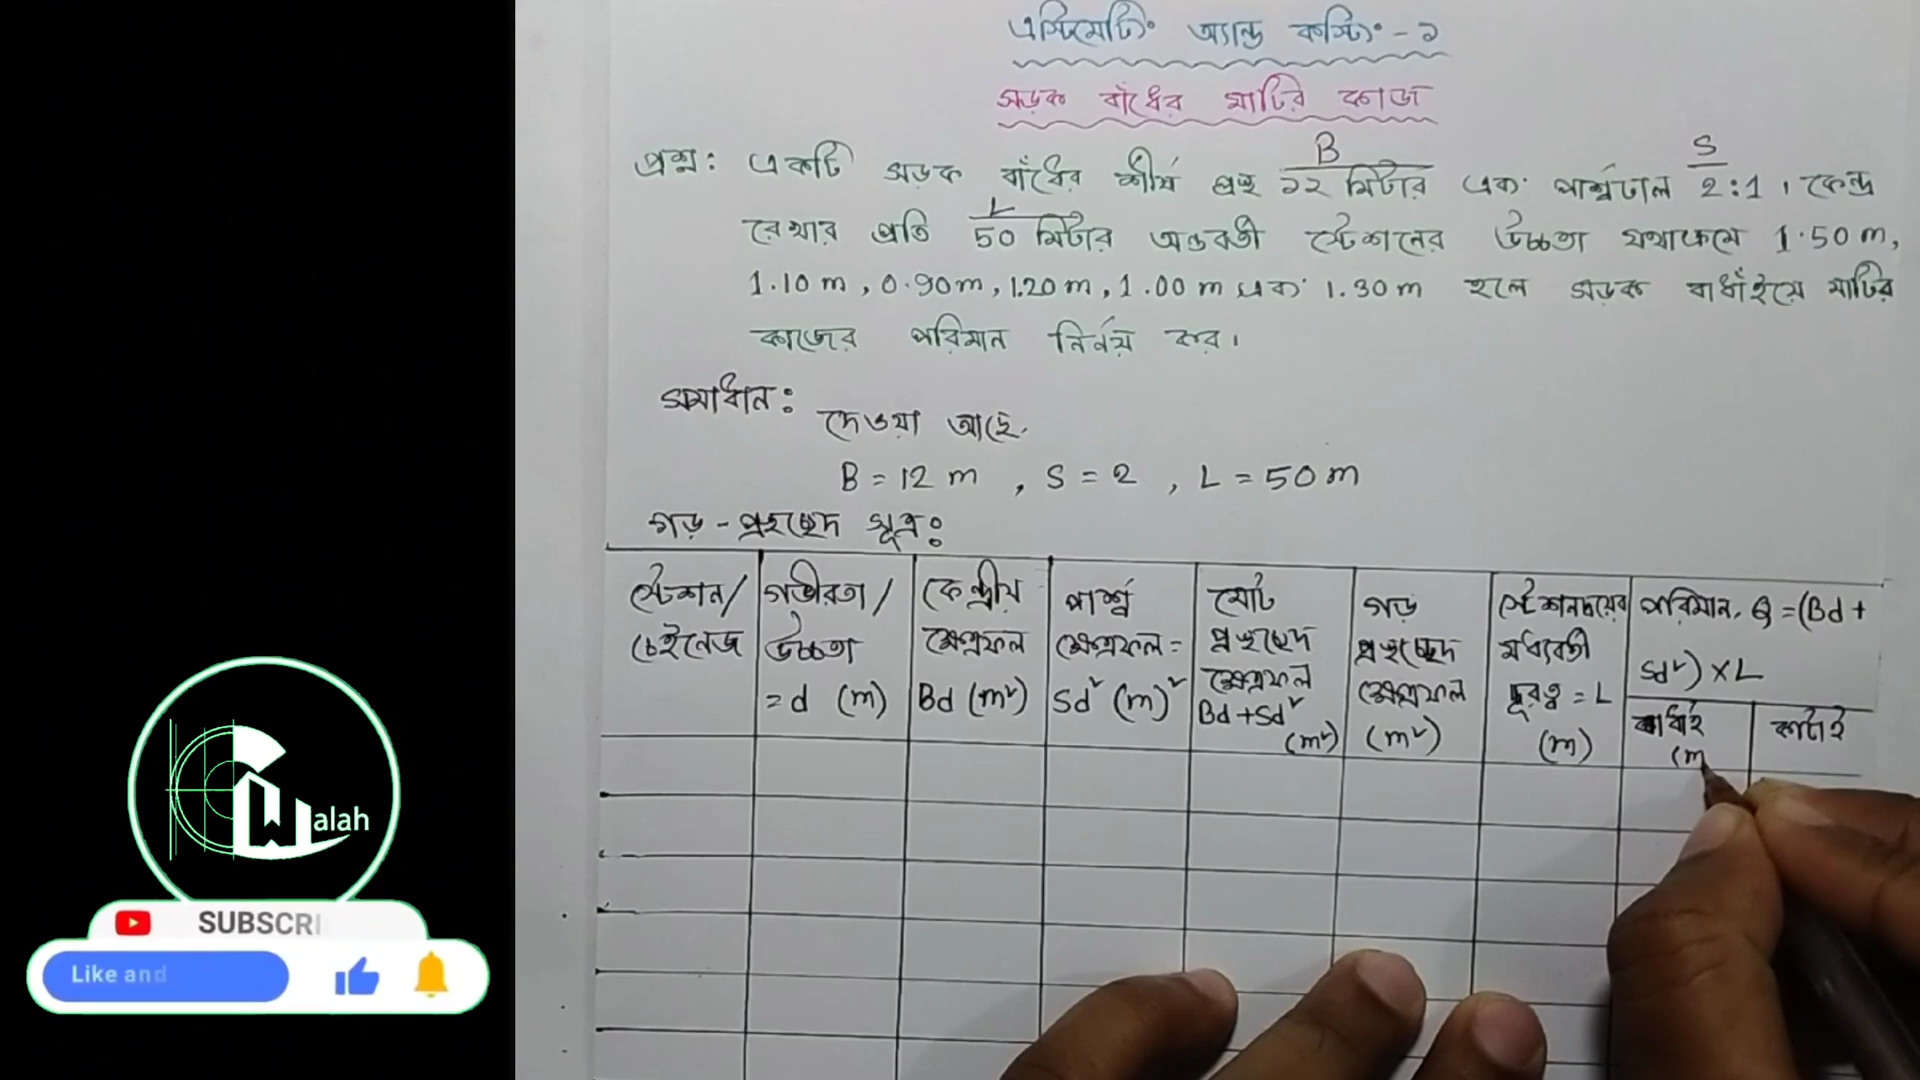 এস্টিমেটিং অ্যান্ড কস্টিং - ১
সড়ক বাঁধের মাটির কাজ
B
S
প্রশ্ন: একটি সড়ক বাঁধের শীর্ষ প্রস্থ ১২ মিটার এবং পার্শ্বঢাল 2:1। কেন্দ্র
L
রেখার প্রতি 50 মিটার অন্তবর্তী স্টেশনের উচ্চতা যথাক্রমে 1.50 m,
1.10 m, 0.90m, 1.20 m, 1.00 m এবং 1.30 m হলে সড়ক বাধাঁইয়ে মাটির
কাজের পরিমান নির্নয় কর।
সমাধান:
দেওয়া আছে,
B = 12 m , S = 2 , L = 50 m
গড় - প্রস্থচ্ছেদ সূত্র:
স্টেশন/
চেইনেজ
গভীরতা/
উচ্চতা
= d (m)
কেন্দ্রীয়
ক্ষেত্রফল
Bd (m²)
পার্শ্ব
ক্ষেত্রফল =
Sd² (m)²
মোট
প্রস্থচ্ছেদ
ক্ষেত্রফল
Bd + Sd²
(m²)
গড়
প্রস্থচ্ছেদ
ক্ষেত্রফল
(m²)
স্টেশনদ্বয়ের
মধ্যবর্তী
দূরত্ব = L
(m)
পরিমান, Q = (Bd +
Sd²) × L
বাধাঁই
(m
কাটাই
alah
SUBSCRI
Like and